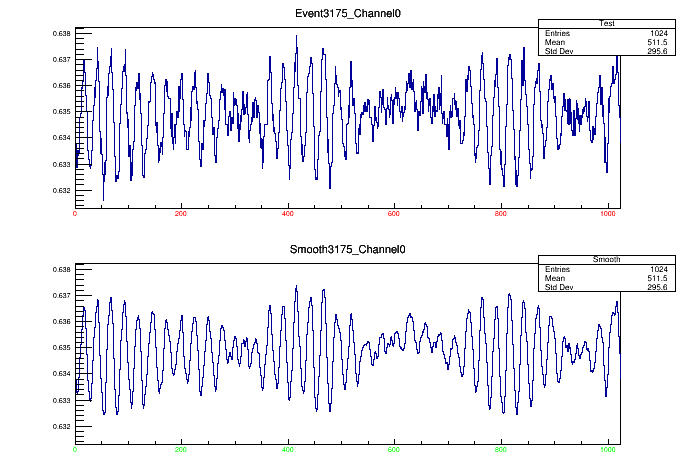 Event3175_Channel0
Test
Entries 1024
Mean 511.5
Std Dev 295.6
0.638
0.637
0.636
0.635
0.634
0.633
0.632
0 200 400 600 800 1000
Smooth3175_Channel0
Smooth
Entries 1024
Mean 511.5
Std Dev 295.6
0.638
0.637
0.636
0.635
0.634
0.633
0.632
0 200 400 600 800 1000